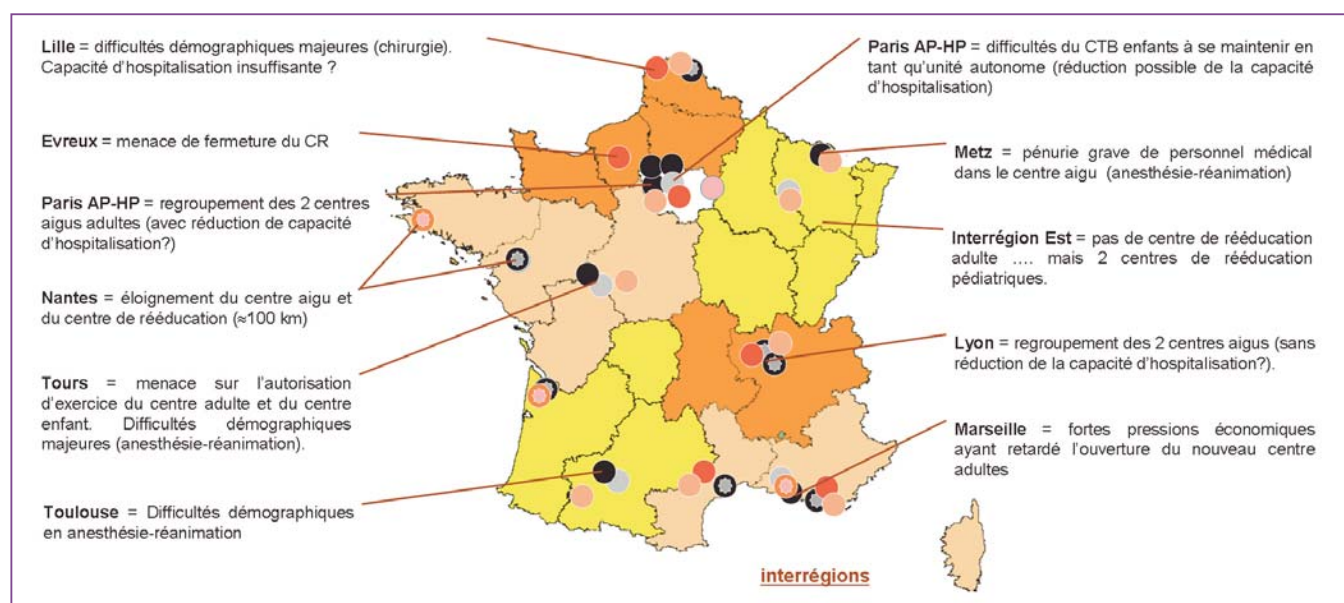 Lille = difficultés démographiques majeures (chirurgie).
Capacité d'hospitalisation insuffisante ?
Evreux = menace de fermeture du CR
Paris AP-HP = regroupement des 2 centres
aigus adultes (avec réduction de capacité
d'hospitalisation?)
Nantes = éloignement du centre aigu et
du centre de rééducation (≈100 km)
Tours = menace sur l'autorisation
d'exercice du centre adulte et du centre
enfant. Difficultés démographiques
majeures (anesthésie-réanimation).
Toulouse = Difficultés démographiques
en anesthésie-réanimation
Paris AP-HP = difficultés du CTB enfants à se maintenir en
tant qu'unité autonome (réduction possible de la capacité
d'hospitalisation)
Metz = pénurie grave de personnel médical
dans le centre aigu (anesthésie-réanimation)
Interrégion Est = pas de centre de rééducation
adulte .... mais 2 centres de rééducation
pédiatriques.
Lyon = regroupement des 2 centres aigus (sans
réduction de la capacité d'hospitalisation?).
Marseille = fortes pressions économiques
ayant retardé l'ouverture du nouveau centre
adultes
interrégions